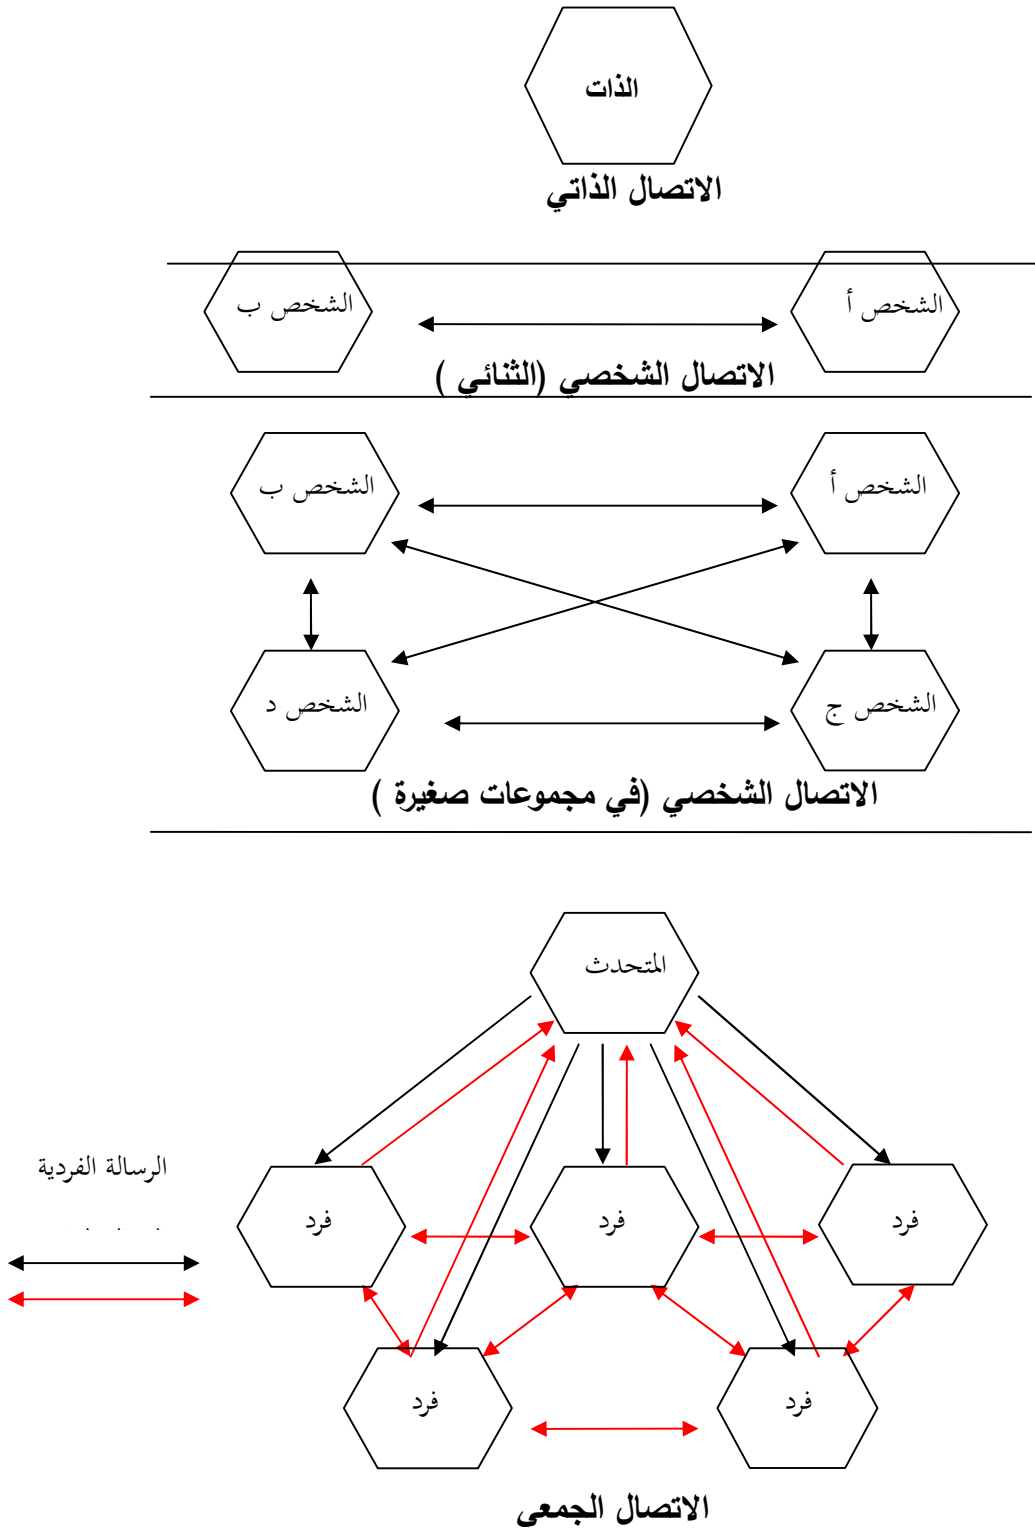 الذات
الاتصال الذاتي
الشخص أ
الشخص ب
الاتصال الشخصي (الثنائي )
الشخص أ
الشخص ب
الشخص ج
الشخص د
الاتصال الشخصي (في مجموعات صغيرة )
المتحدث
الرسالة الفردية
فرد
فرد
فرد
فرد
فرد
الاتصال الجمعي